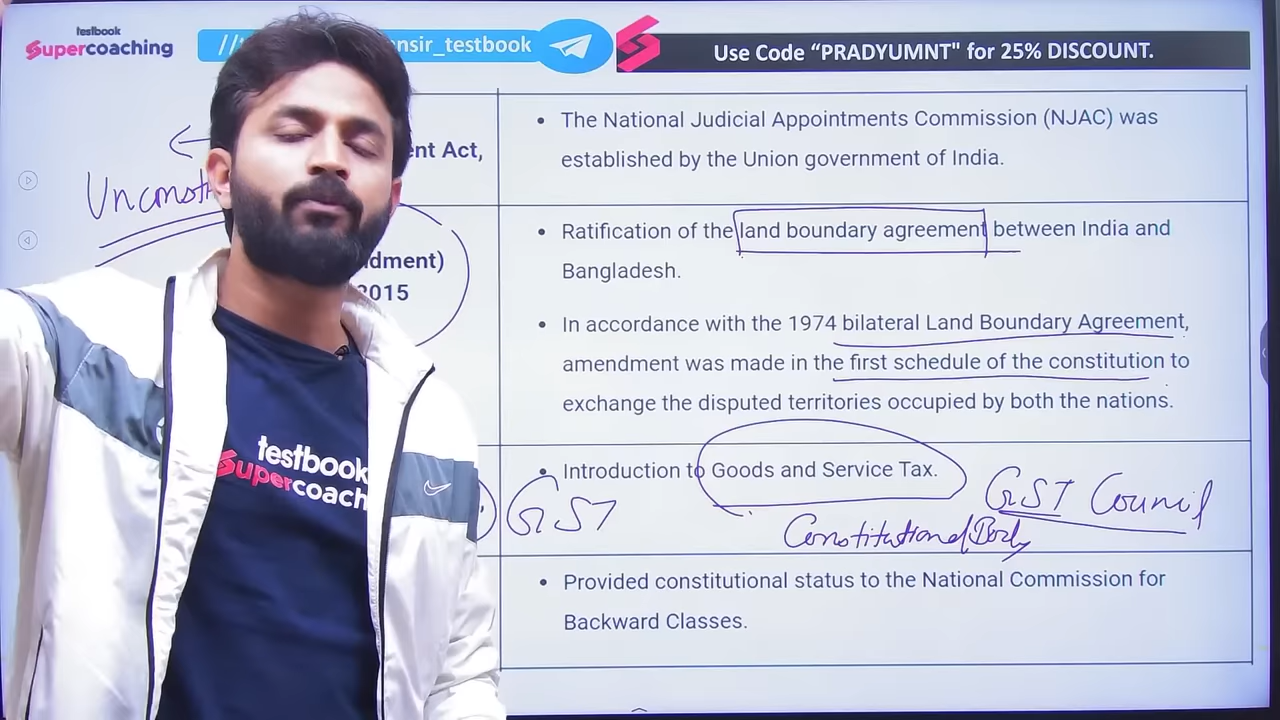 testbook
Supercoaching
nsir_testbook
Use Code “PRADYUMNT" for 25% DISCOUNT.
ent Act,
The National Judicial Appointments Commission (NJAC) was
established by the Union government of India.
dment)
2015
Ratification of the land boundary agreement between India and
Bangladesh.
In accordance with the 1974 bilateral Land Boundary Agreement,
amendment was made in the first schedule of the constitution to
exchange the disputed territories occupied by both the nations.
Introduction to Goods and Service Tax.
GST
GST Council
Constitutional Body
Provided constitutional status to the National Commission for
Backward Classes.
testbook
Supercoach